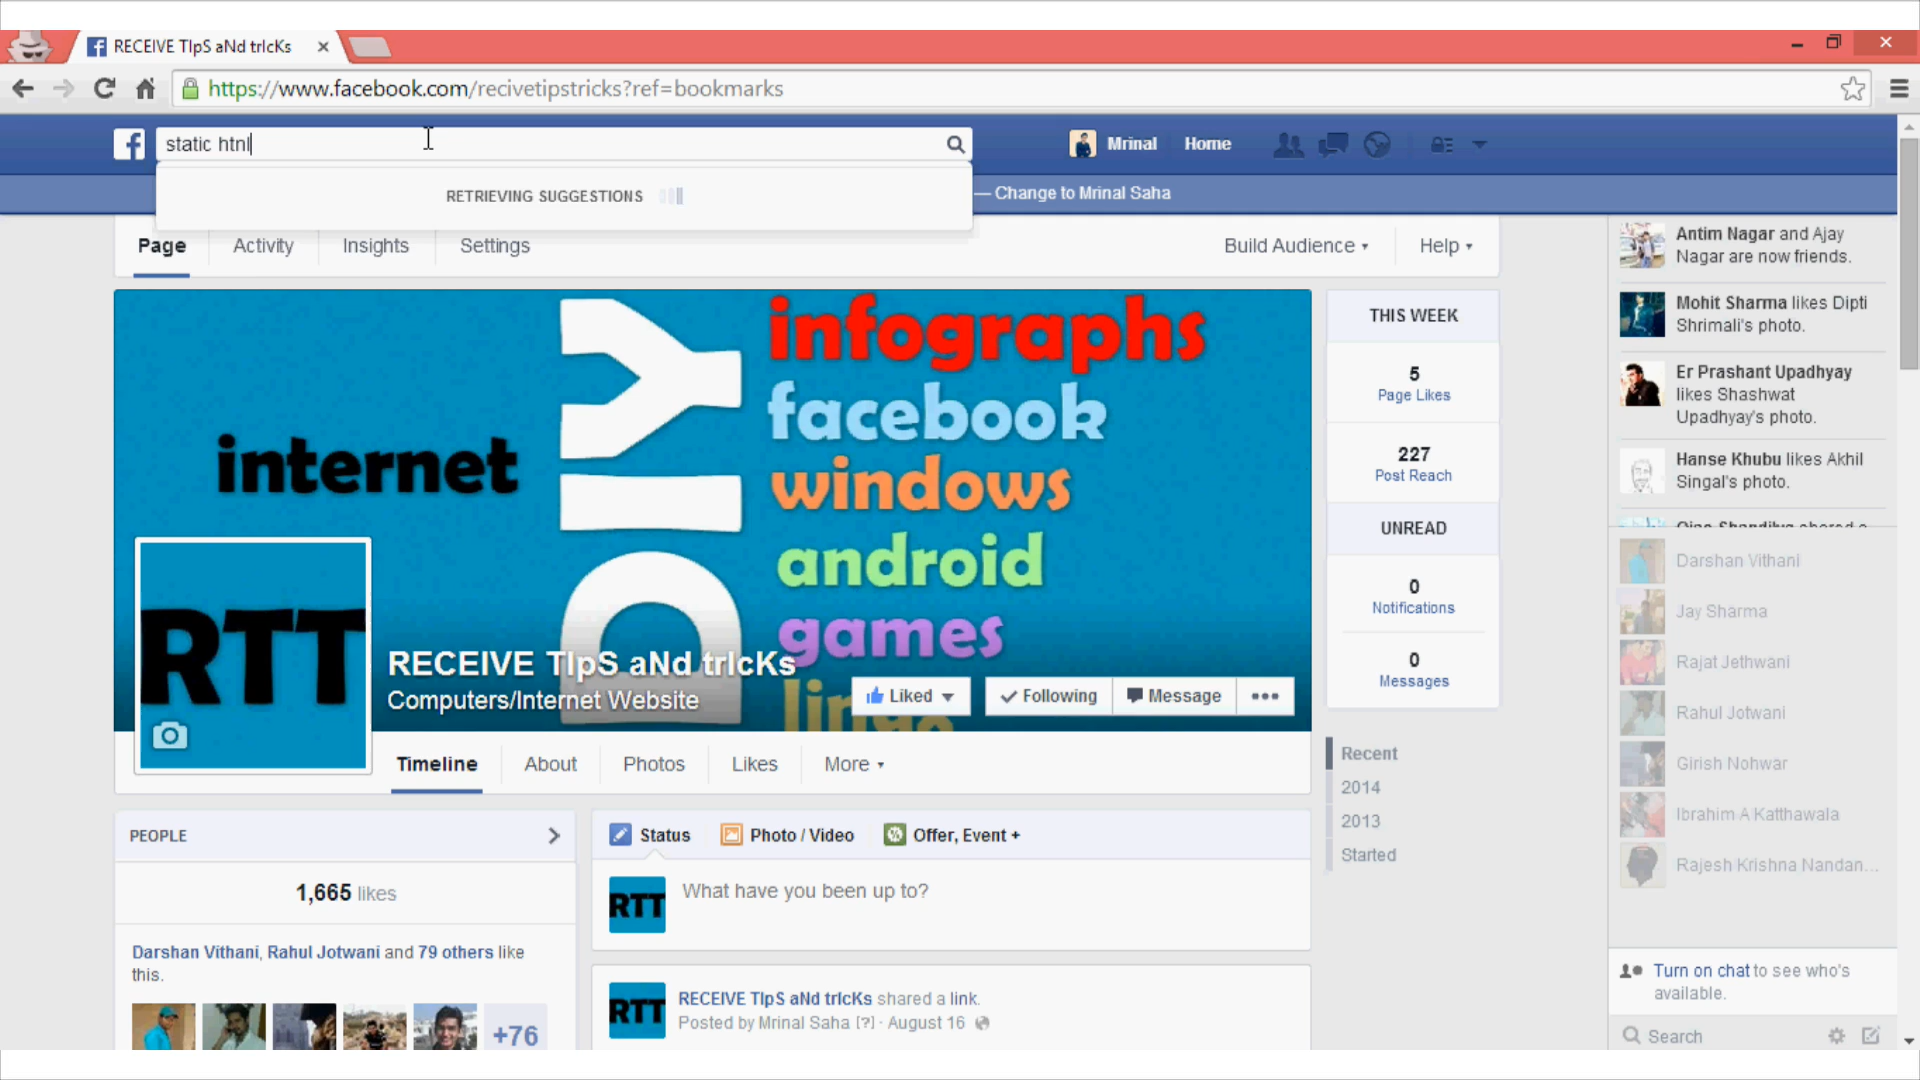 RECEIVE TIpS aNd trIcKs
https://www.facebook.com/recivetipstricks?ref=bookmarks
static htnl
Mrinal
Home
RETRIEVING SUGGESTIONS
— Change to Mrinal Saha
Page
Activity
Insights
Settings
Build Audience
Help
infographs
facebook
windows
android
games
internet
DIY
RTT
RECEIVE TIpS aNd trIcKs
Computers/Internet Website
Liked
Following
Message
Timeline
About
Photos
Likes
More
THIS WEEK
5
Page Likes
227
Post Reach
UNREAD
0
Notifications
0
Messages
Recent
2014
2013
Started
PEOPLE
1,665 likes
Darshan Vithani, Rahul Jotwani and 79 others like
this.
+76
Status
Photo / Video
Offer, Event +
RTT
What have you been up to?
RTT
RECEIVE TIpS aNd trIcKs shared a link.
Posted by Mrinal Saha [?] · August 16
Antim Nagar and Ajay
Nagar are now friends.
Mohit Sharma likes Dipti
Shrimali's photo.
Er Prashant Upadhyay
likes Shashwat
Upadhyay's photo.
Hanse Khubu likes Akhil
Singal's photo.
Darshan Vithani
Jay Sharma
Rajat Jethwani
Rahul Jotwani
Girish Nohwar
Ibrahim A Katthawala
Rajesh Krishna Nandan...
Turn on chat to see who's
available.
Search